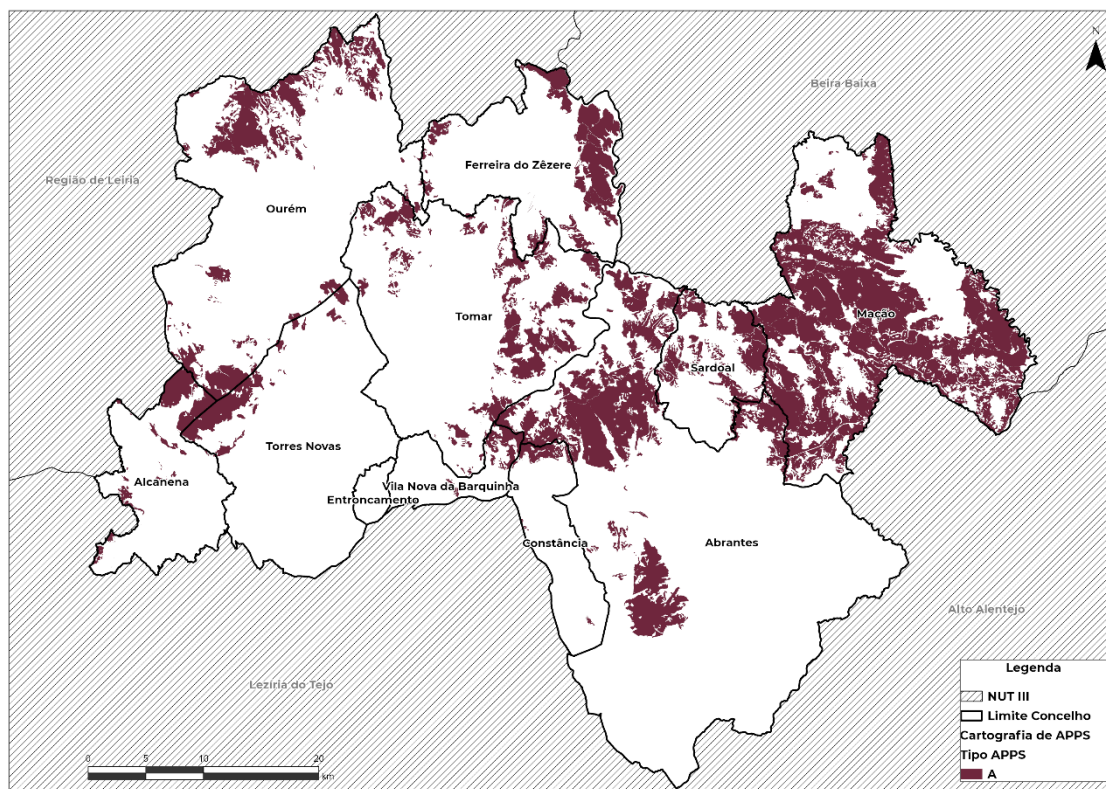 N
Beira Baixa
Ferreira do Zêzere
Região de Leiria
Ourém
Mação
Tomar
Sardoal
Torres Novas
Alcanena
Vila Nova da Barquinha
Entroncamento
Constância
Abrantes
Alto Alentejo
Lezíria do Tejo
Legenda
NUT III
Limite Concelho
Cartografia de APPS
Tipo APPS
A
0 5 10 20
km